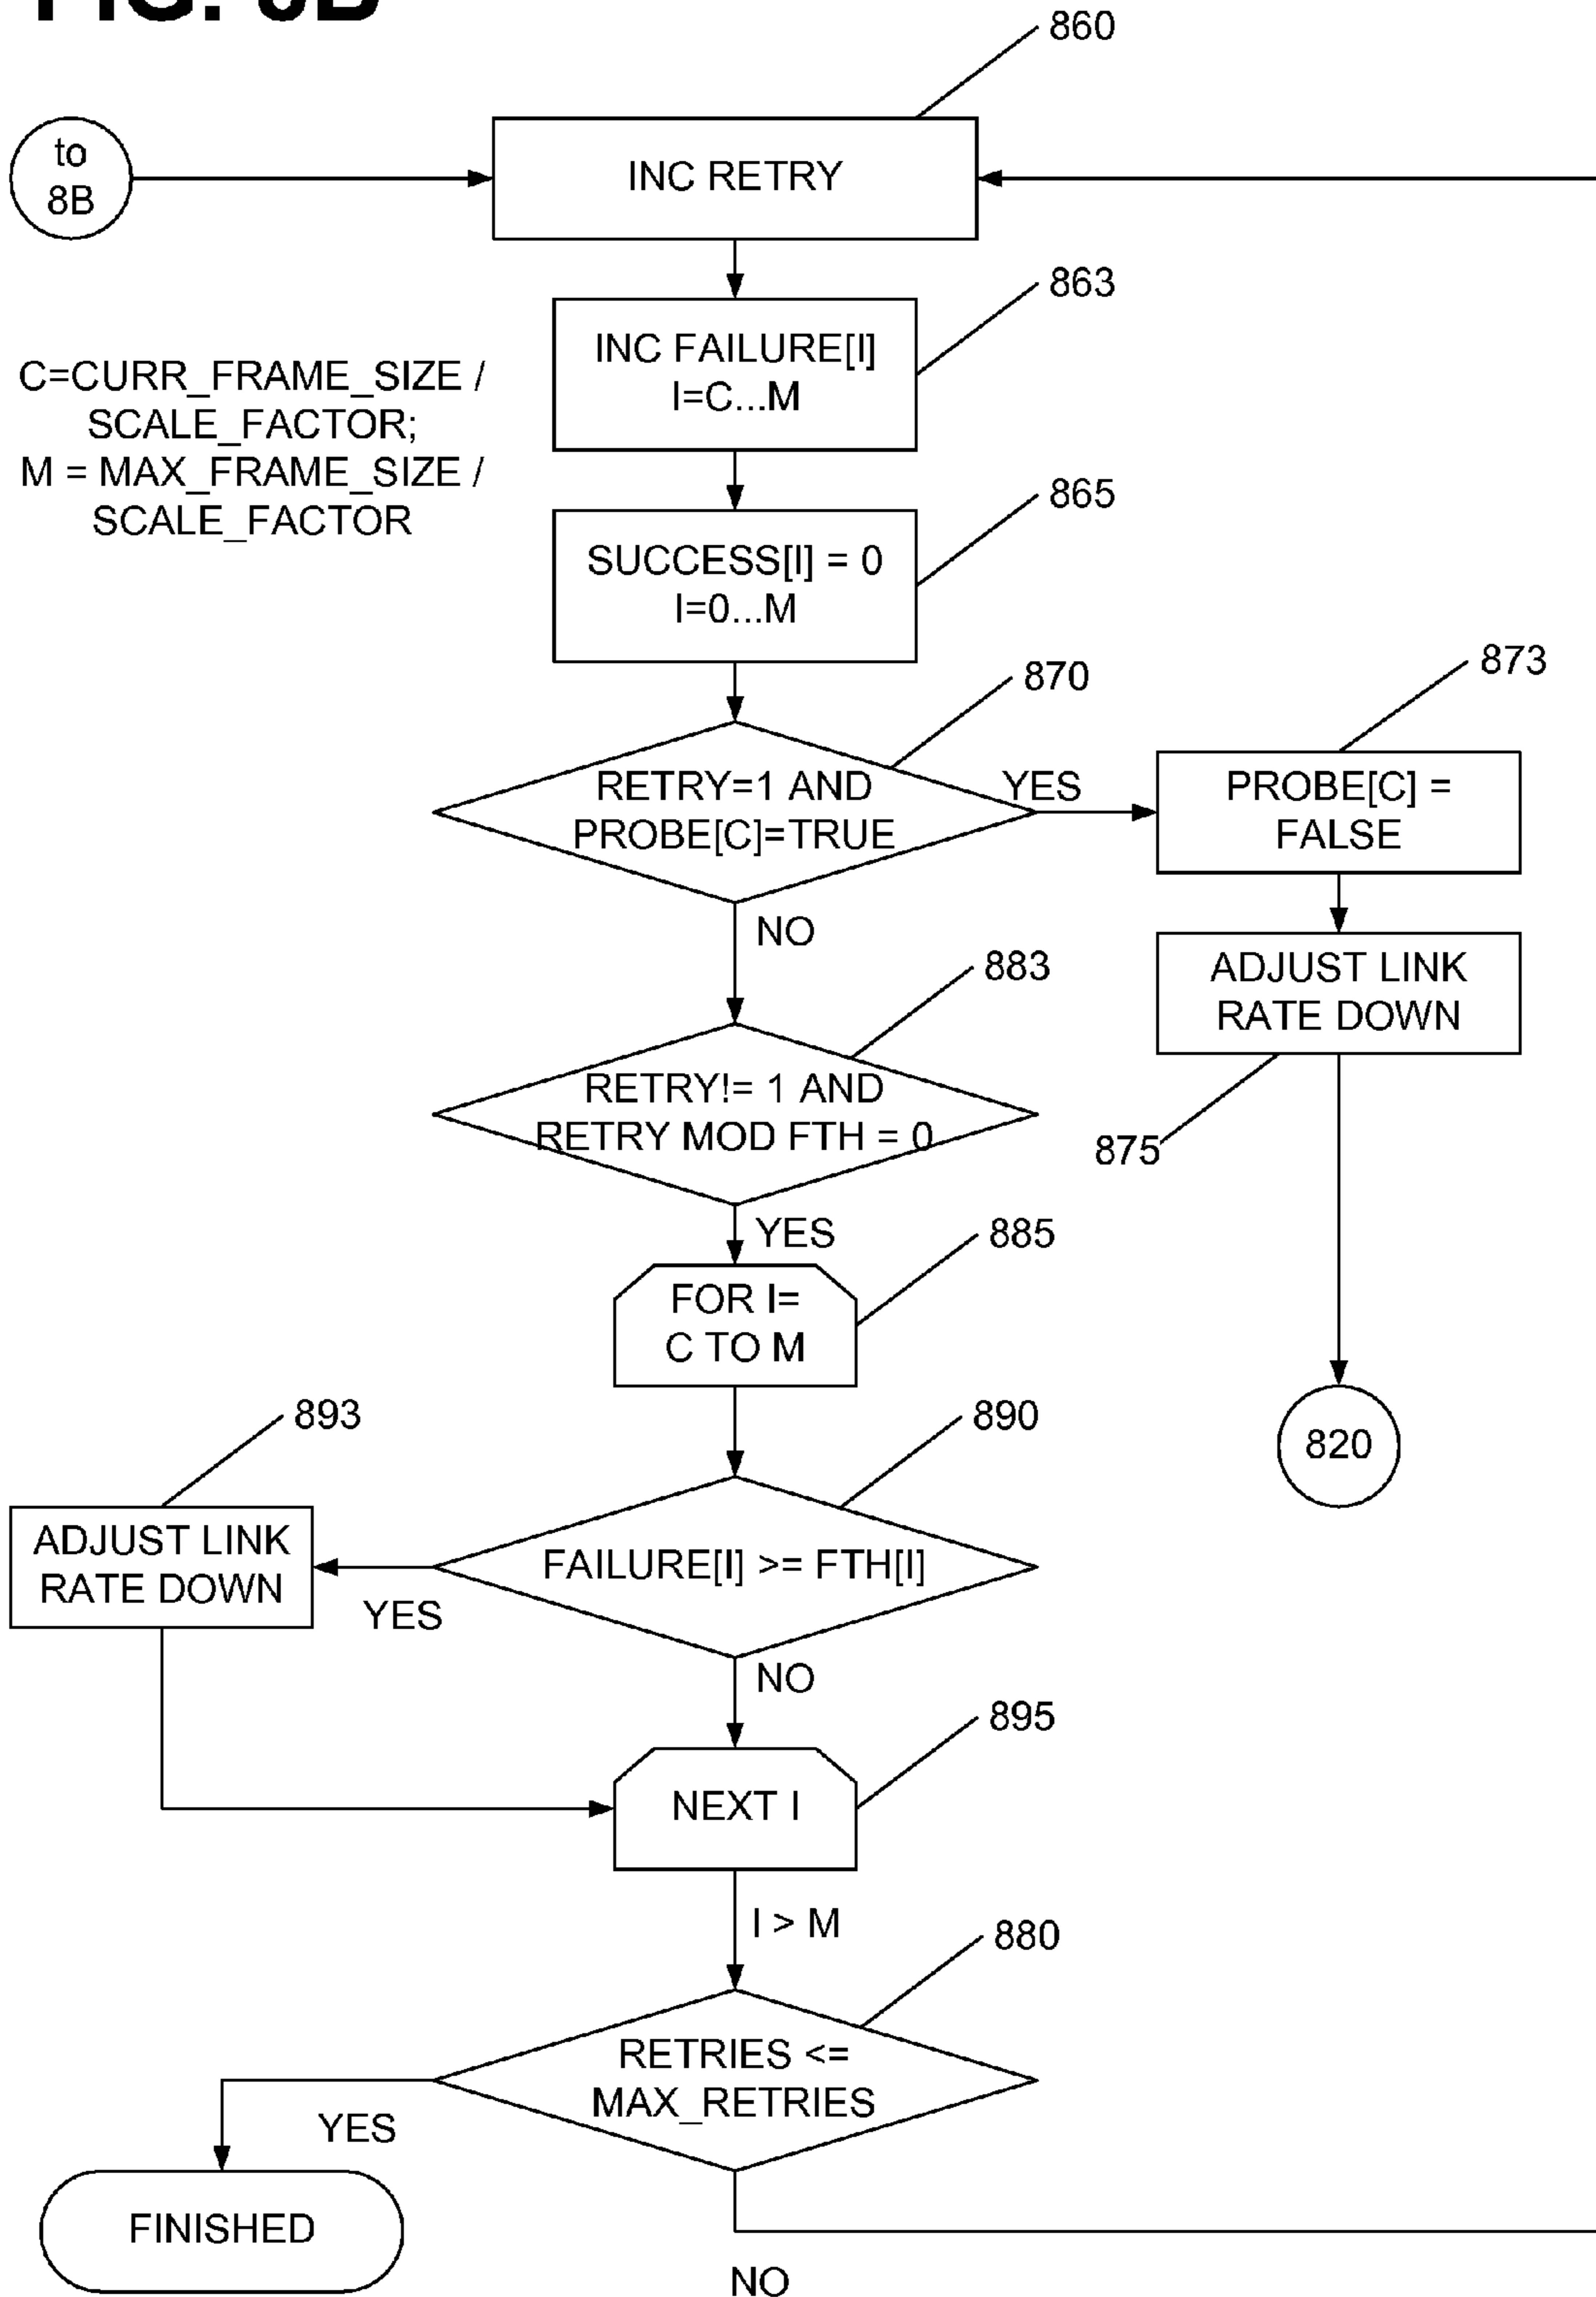 860
to
8B
INC RETRY
863
INC FAILURE[I]
I=C...M
C=CURR_FRAME_SIZE /
SCALE_FACTOR;
M = MAX_FRAME_SIZE /
SCALE_FACTOR
865
SUCCESS[I] = 0
I=0...M
870
873
RETRY=1 AND
PROBE[C]=TRUE
YES
PROBE[C] =
FALSE
NO
883
ADJUST LINK
RATE DOWN
RETRY!= 1 AND
RETRY MOD FTH = 0
875
YES
885
FOR I=
C TO M
893
890
820
ADJUST LINK
RATE DOWN
FAILURE[I] >= FTH[I]
YES
NO
895
NEXT I
I > M
880
RETRIES <=
MAX_RETRIES
YES
FINISHED
NO